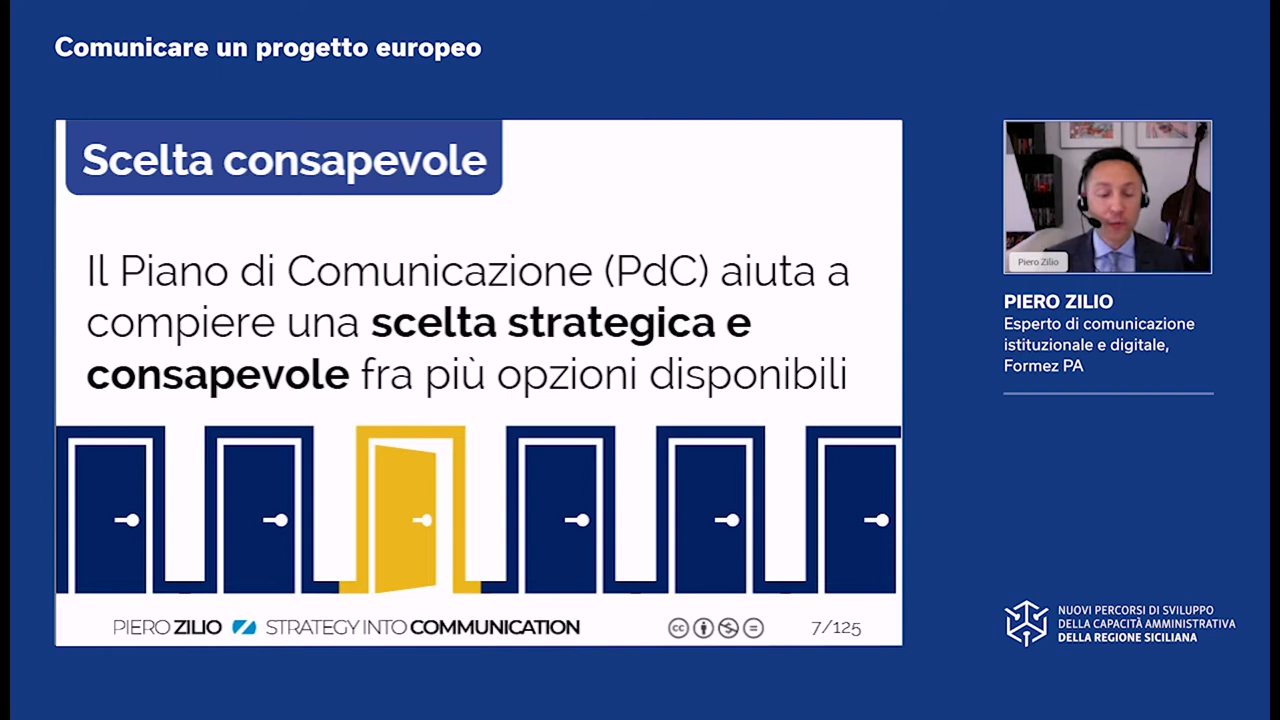 Comunicare un progetto europeo
Scelta consapevole
Il Piano di Comunicazione (PdC) aiuta a
compiere una scelta strategica e
consapevole fra più opzioni disponibili
PIERO ZILIO STRATEGY INTO COMMUNICATION
cc
7/125
Piero Zilio
PIERO ZILIO
Esperto di comunicazione
istituzionale e digitale,
Formez PA
NUOVI PERCORSI DI SVILUPPO
DELLA CAPACITÀ AMMINISTRATIVA
DELLA REGIONE SICILIANA